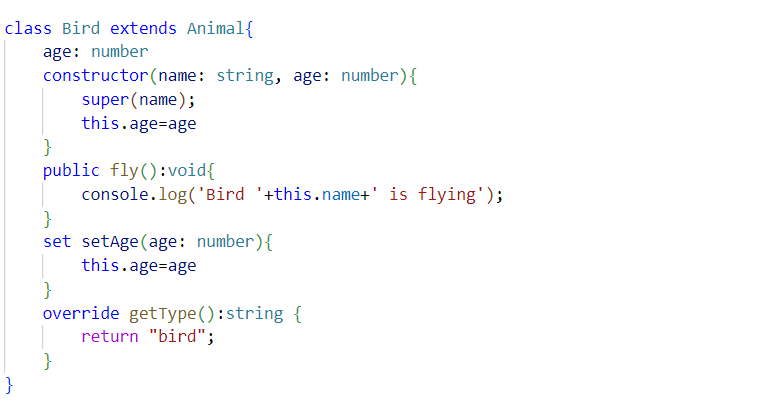 class Bird extends Animal{
    age: number
    constructor(name: string, age: number){
        super(name);
        this.age=age
    }
    public fly():void{
        console.log('Bird '+this.name+' is flying');
    }
    set setAge(age: number){
        this.age=age
    }
    override getType():string {
        return "bird";
    }
}